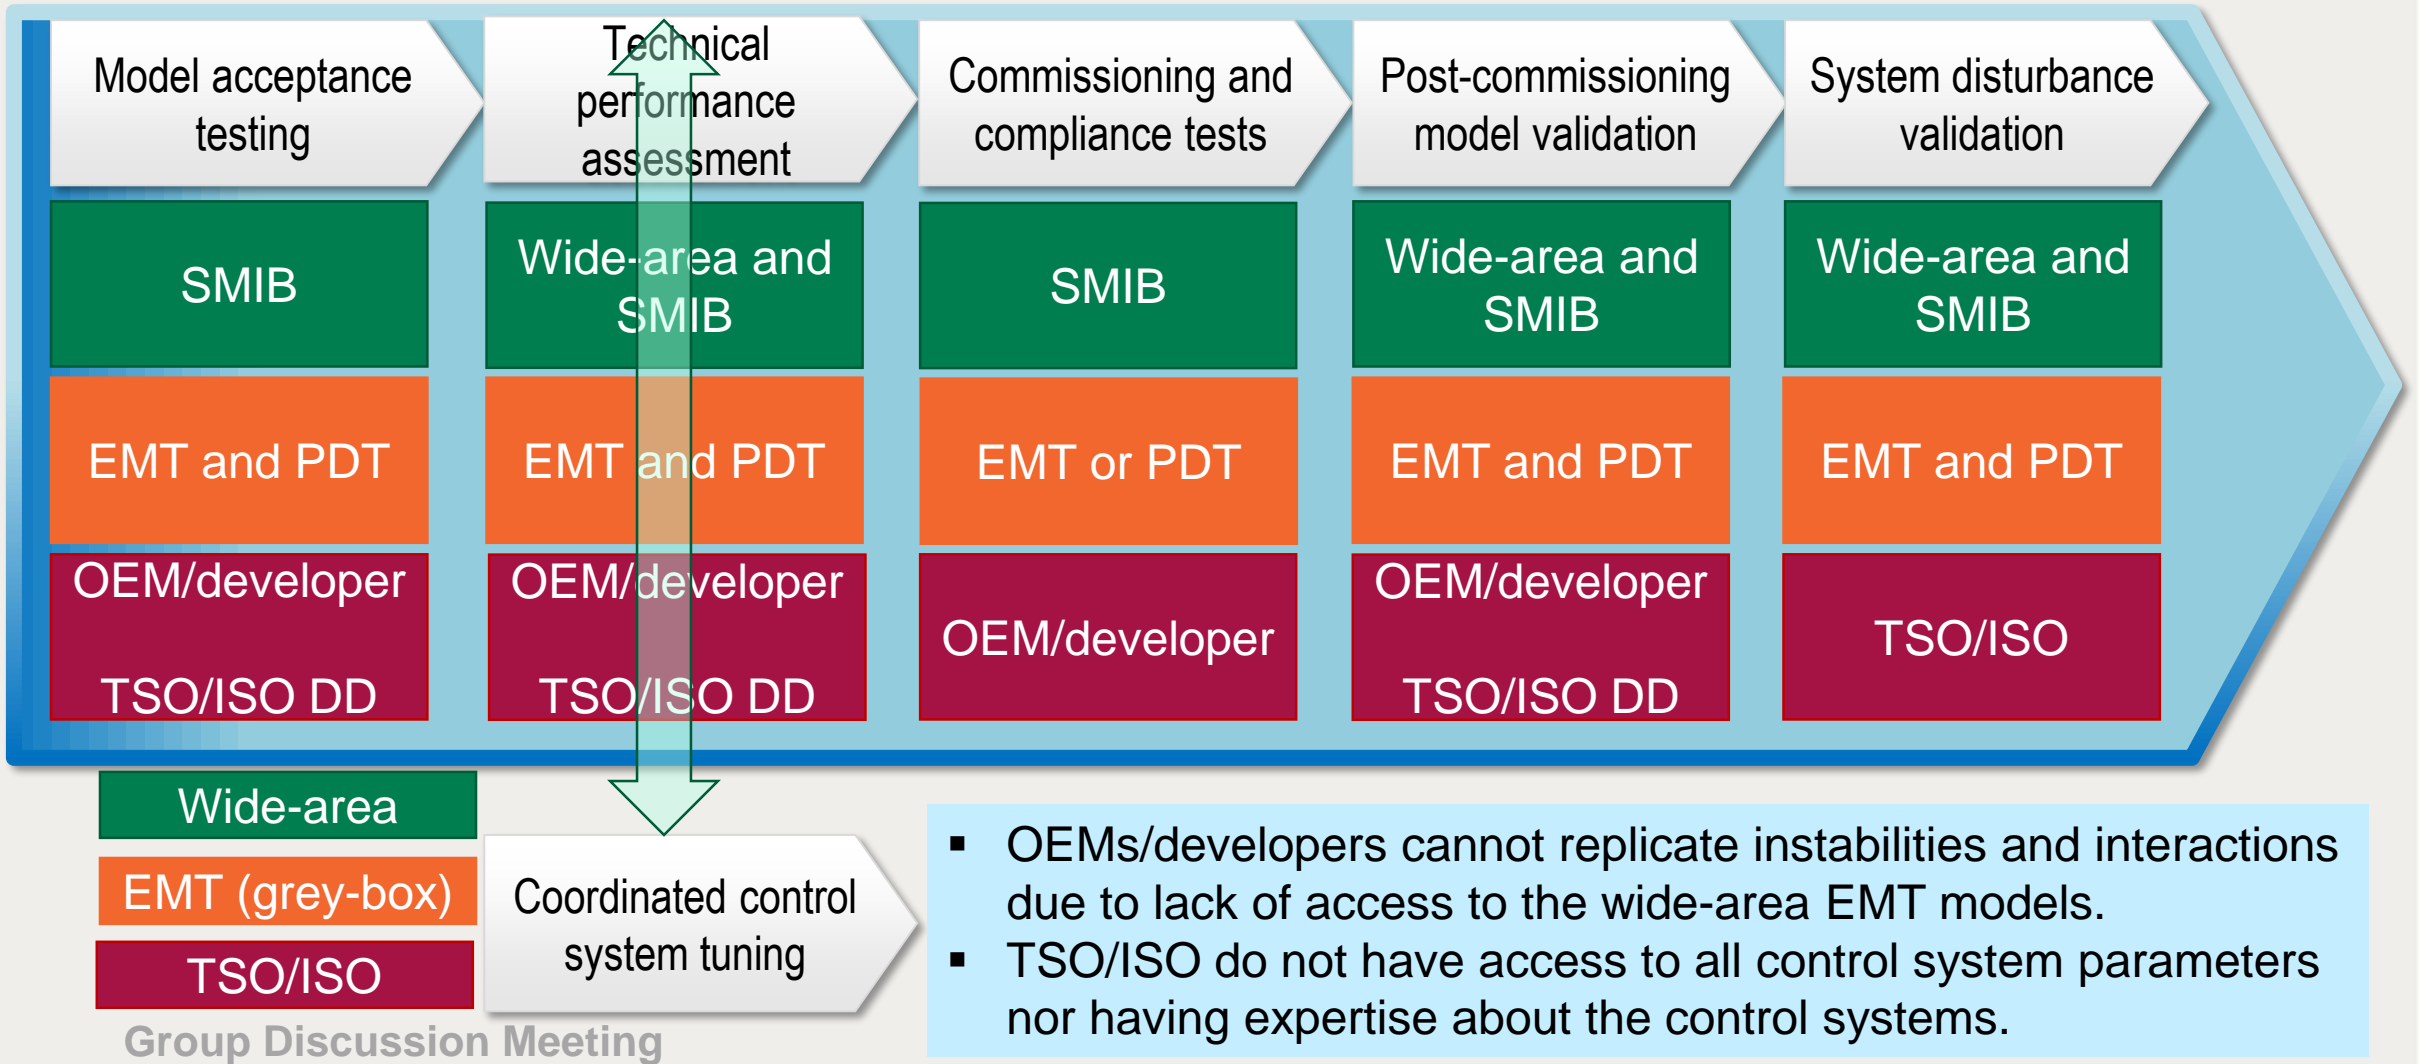 Model acceptance
testing
Technical
performance
assessment
Commissioning and
compliance tests
Post-commissioning
model validation
System disturbance
validation
SMIB
Wide-area and
SMIB
SMIB
Wide-area and
SMIB
Wide-area and
SMIB
EMT and PDT
EMT and PDT
EMT or PDT
EMT and PDT
EMT and PDT
OEM/developer
TSO/ISO DD
OEM/developer
TSO/ISO DD
OEM/developer
OEM/developer
TSO/ISO DD
TSO/ISO
Wide-area
EMT (grey-box)
TSO/ISO
Coordinated control
system tuning
▪ OEMs/developers cannot replicate instabilities and interactions
due to lack of access to the wide-area EMT models.
▪ TSO/ISO do not have access to all control system parameters
nor having expertise about the control systems.
Group Discussion Meeting